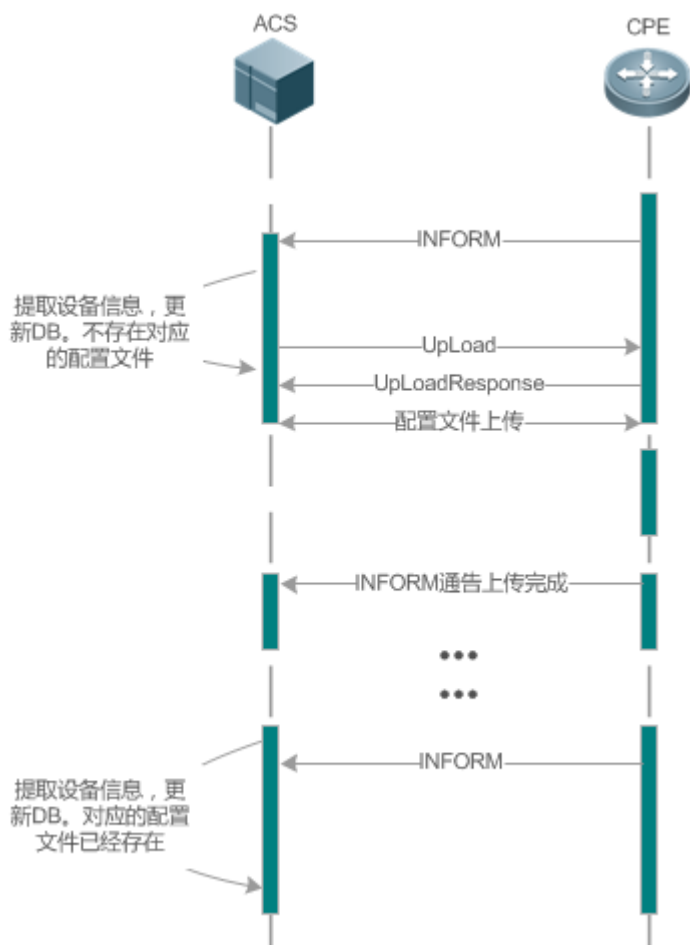 ACS
CPE
INFORM
提取设备信息，更
新DB。不存在对应
的配置文件
UpLoad
UpLoadResponse
配置文件上传
INFORM通告上传完成
INFORM
提取设备信息，更
新DB。对应的配置
文件已经存在